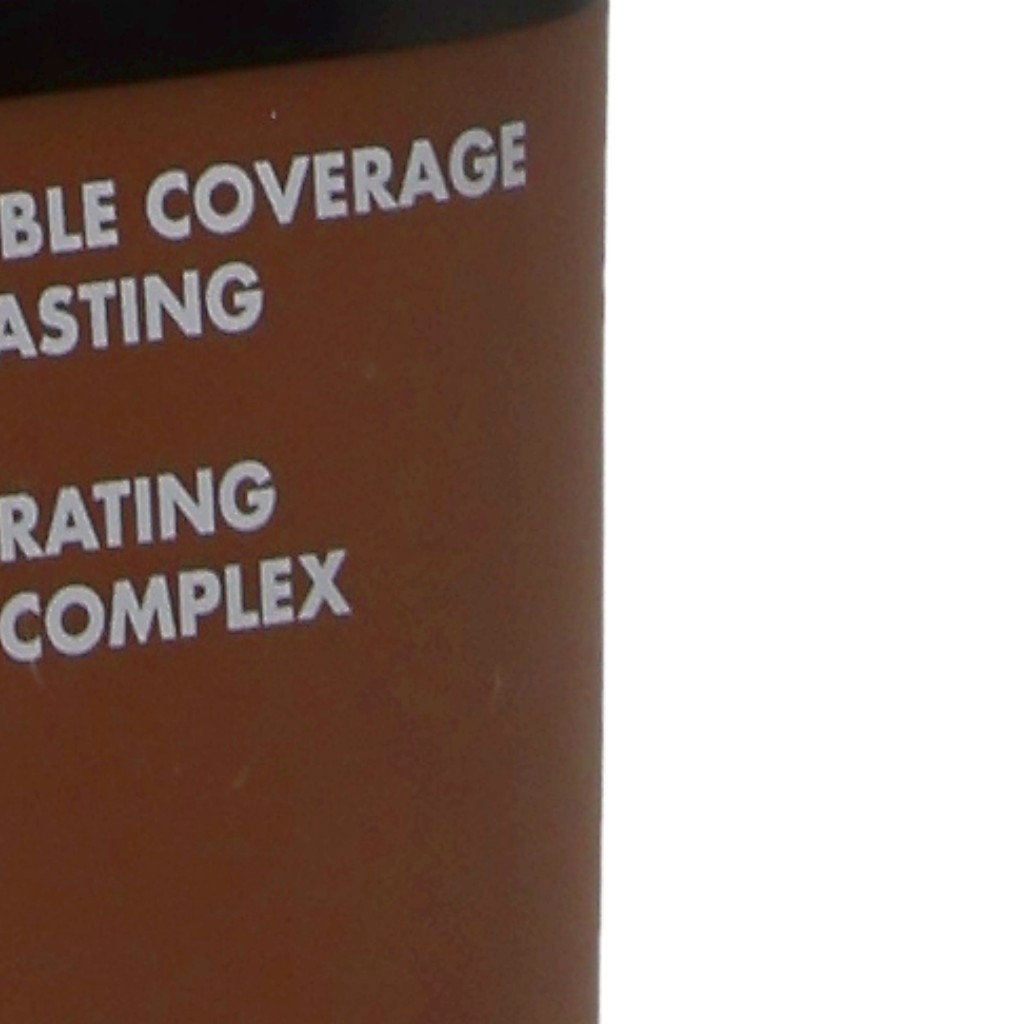 BLE COVERAGE
ASTING
RATING
COMPLEX